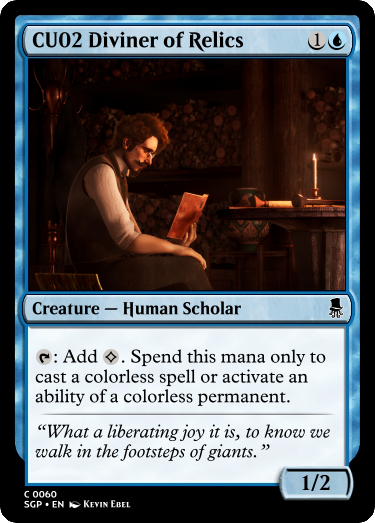 CU02 Diviner of Relics 1
Creature — Human Scholar
: Add . Spend this mana only to
cast a colorless spell or activate an
ability of a colorless permanent.
“What a liberating joy it is, to know we
walk in the footsteps of giants.”
1/2
C 0060
SGP • EN Kevin Ebel